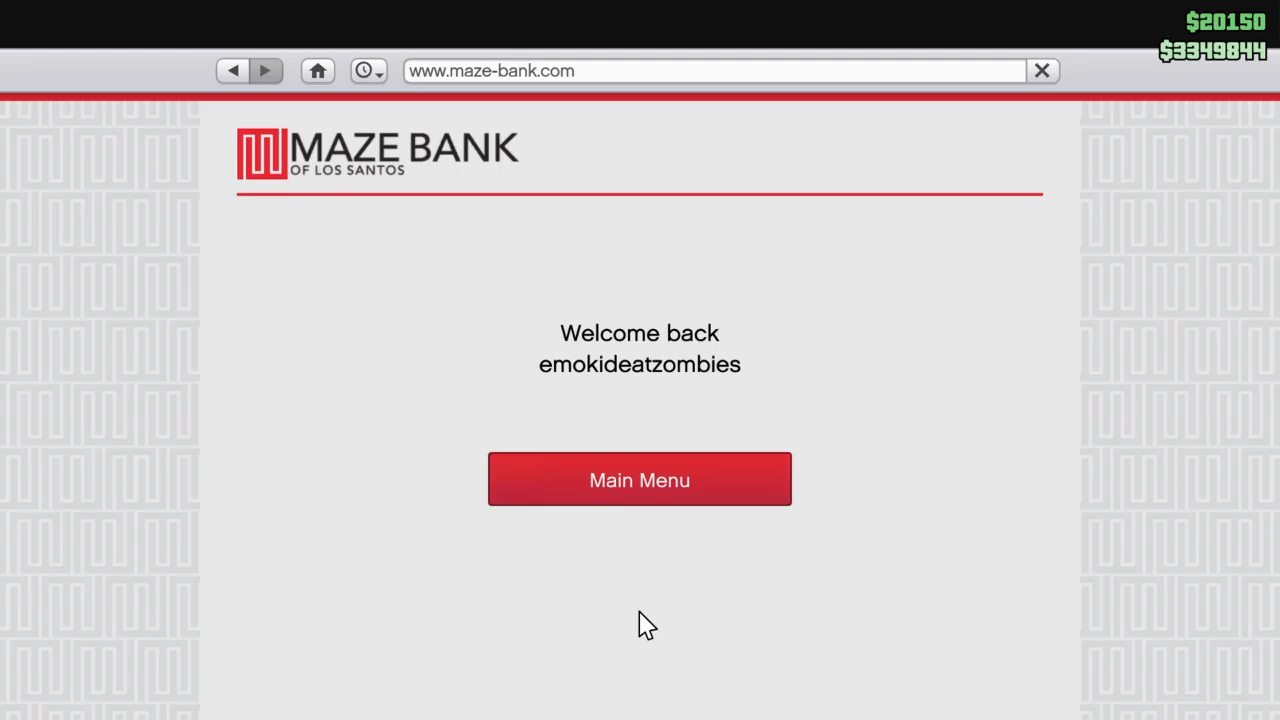 $20150
$3349844
www.maze-bank.com
MAZE BANK
OF LOS SANTOS
Welcome back
emokideatzombies
Main Menu